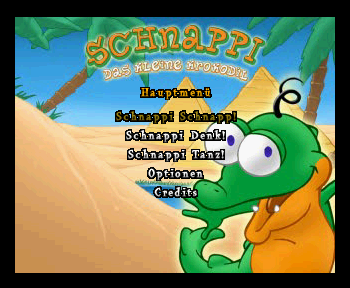 SCHNAPPI
DAS KLEINE KROKODIL
Hauptmenü
Schnappi Schnapp!
Schnappi Denk!
Schnappi Tanz!
Optionen
Credits